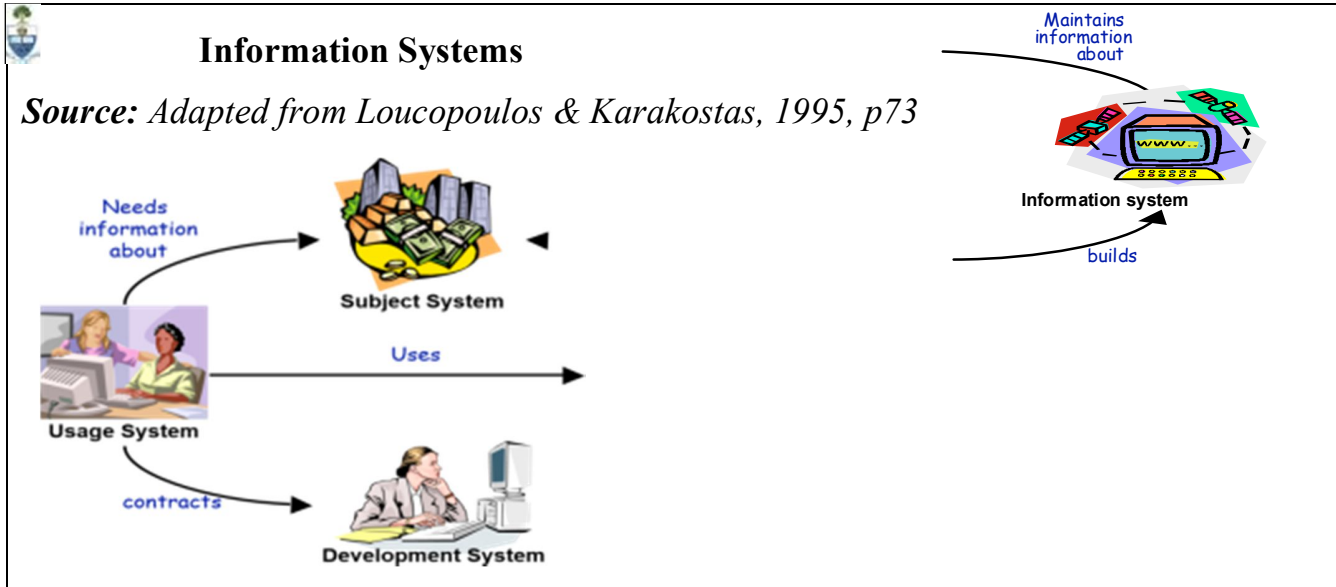 Information Systems
Source: Adapted from Loucopoulos & Karakostas, 1995, p73
Maintains
information
about
www..
Information system
builds
Needs
information
about
Subject System
Uses
Usage System
contracts
Development System